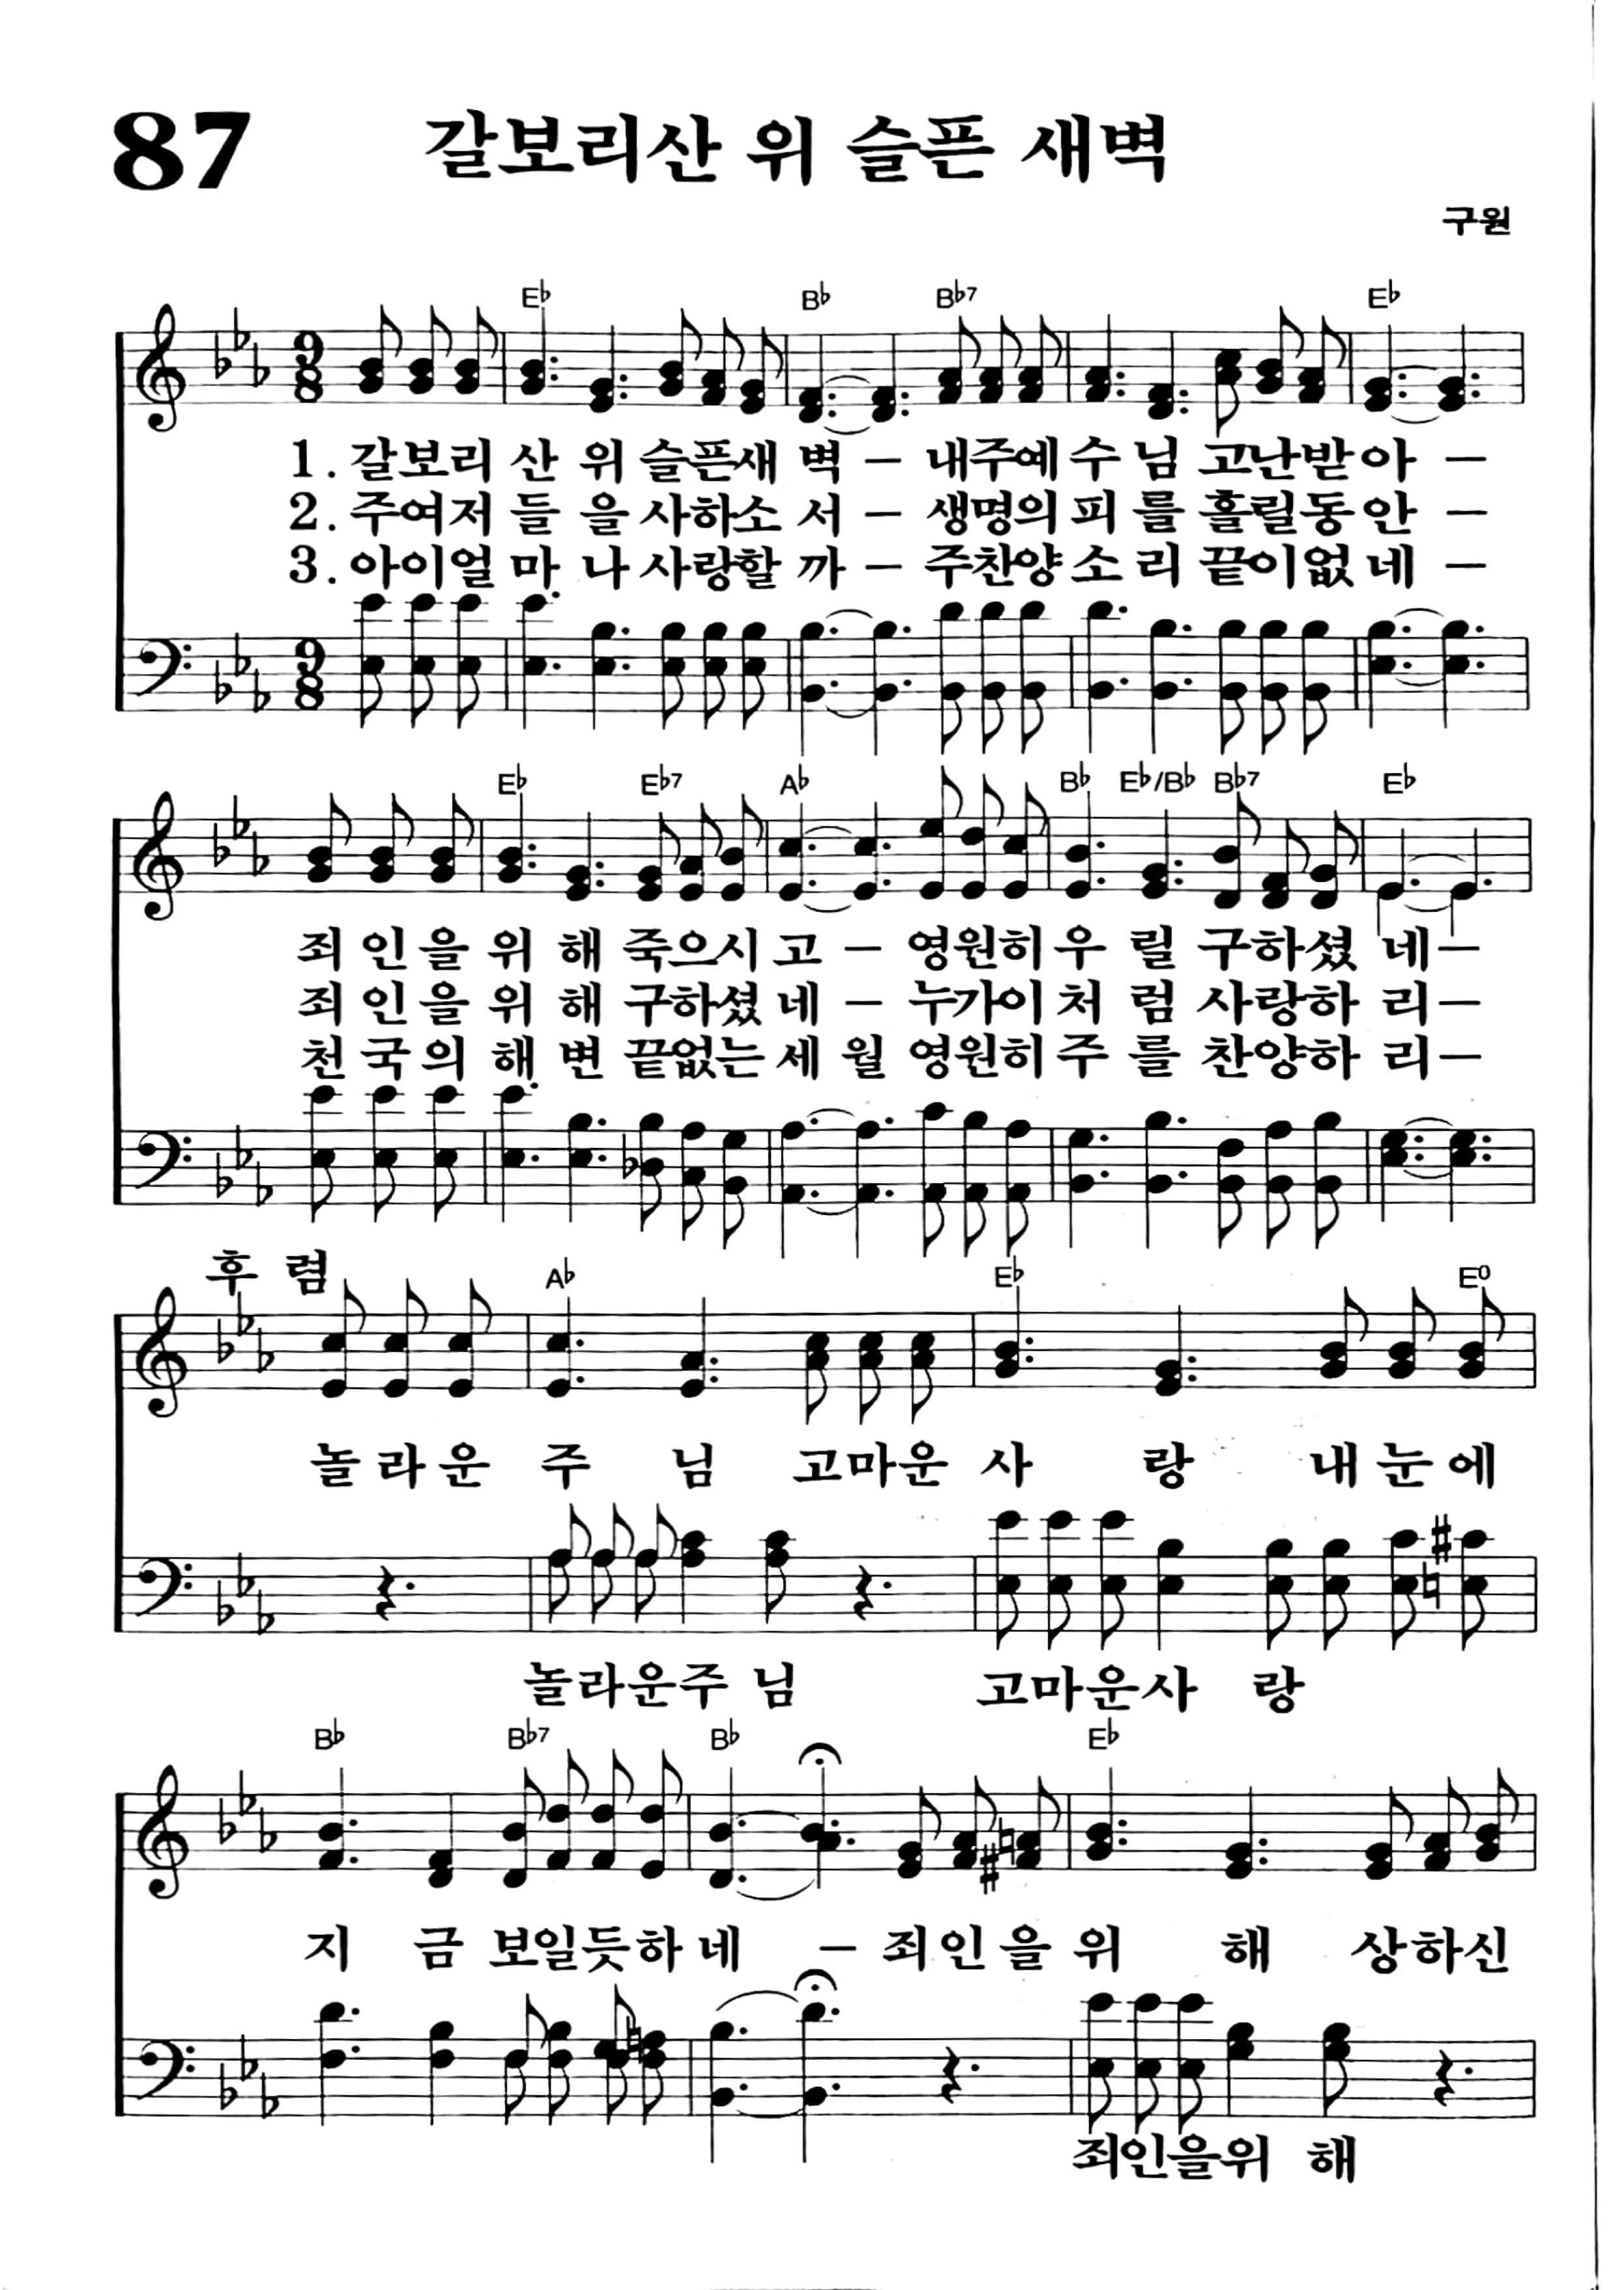 87 갈보리산 위 슬픈 새벽
구원
E♭ B♭ B♭7 E♭
1. 갈보리 산 위 슬픈새 벽 – 내주예 수 님 고난받아 –
2. 주여저 들 을 사하소 서 – 생명의 피 를 흘릴동 안 –
3. 아이얼 마 나 사랑할 까 – 주찬양 소 리 끝이없 네 –
E♭ E♭7 A♭ B♭ E♭/B♭ B♭7 E♭
죄 인 을 위 해 죽으시 고 – 영원히 우 릴 구하셨 네 –
죄 인 을 위 해 구하셨 네 – 누가이 처 럼 사랑하 리 –
천 국 의 해 변 끝없는 세 월 영원히 주 를 찬양하 리 –
후 렴
A♭ E♭ E0
놀 라 운 주 님 고마운 사 랑 내 눈 에
놀라운주 님 고마운사 랑
B♭ B♭7 B♭ E♭
지 금 보일듯하 네 – 죄 인 을 위 해 상하신
죄인을위 해